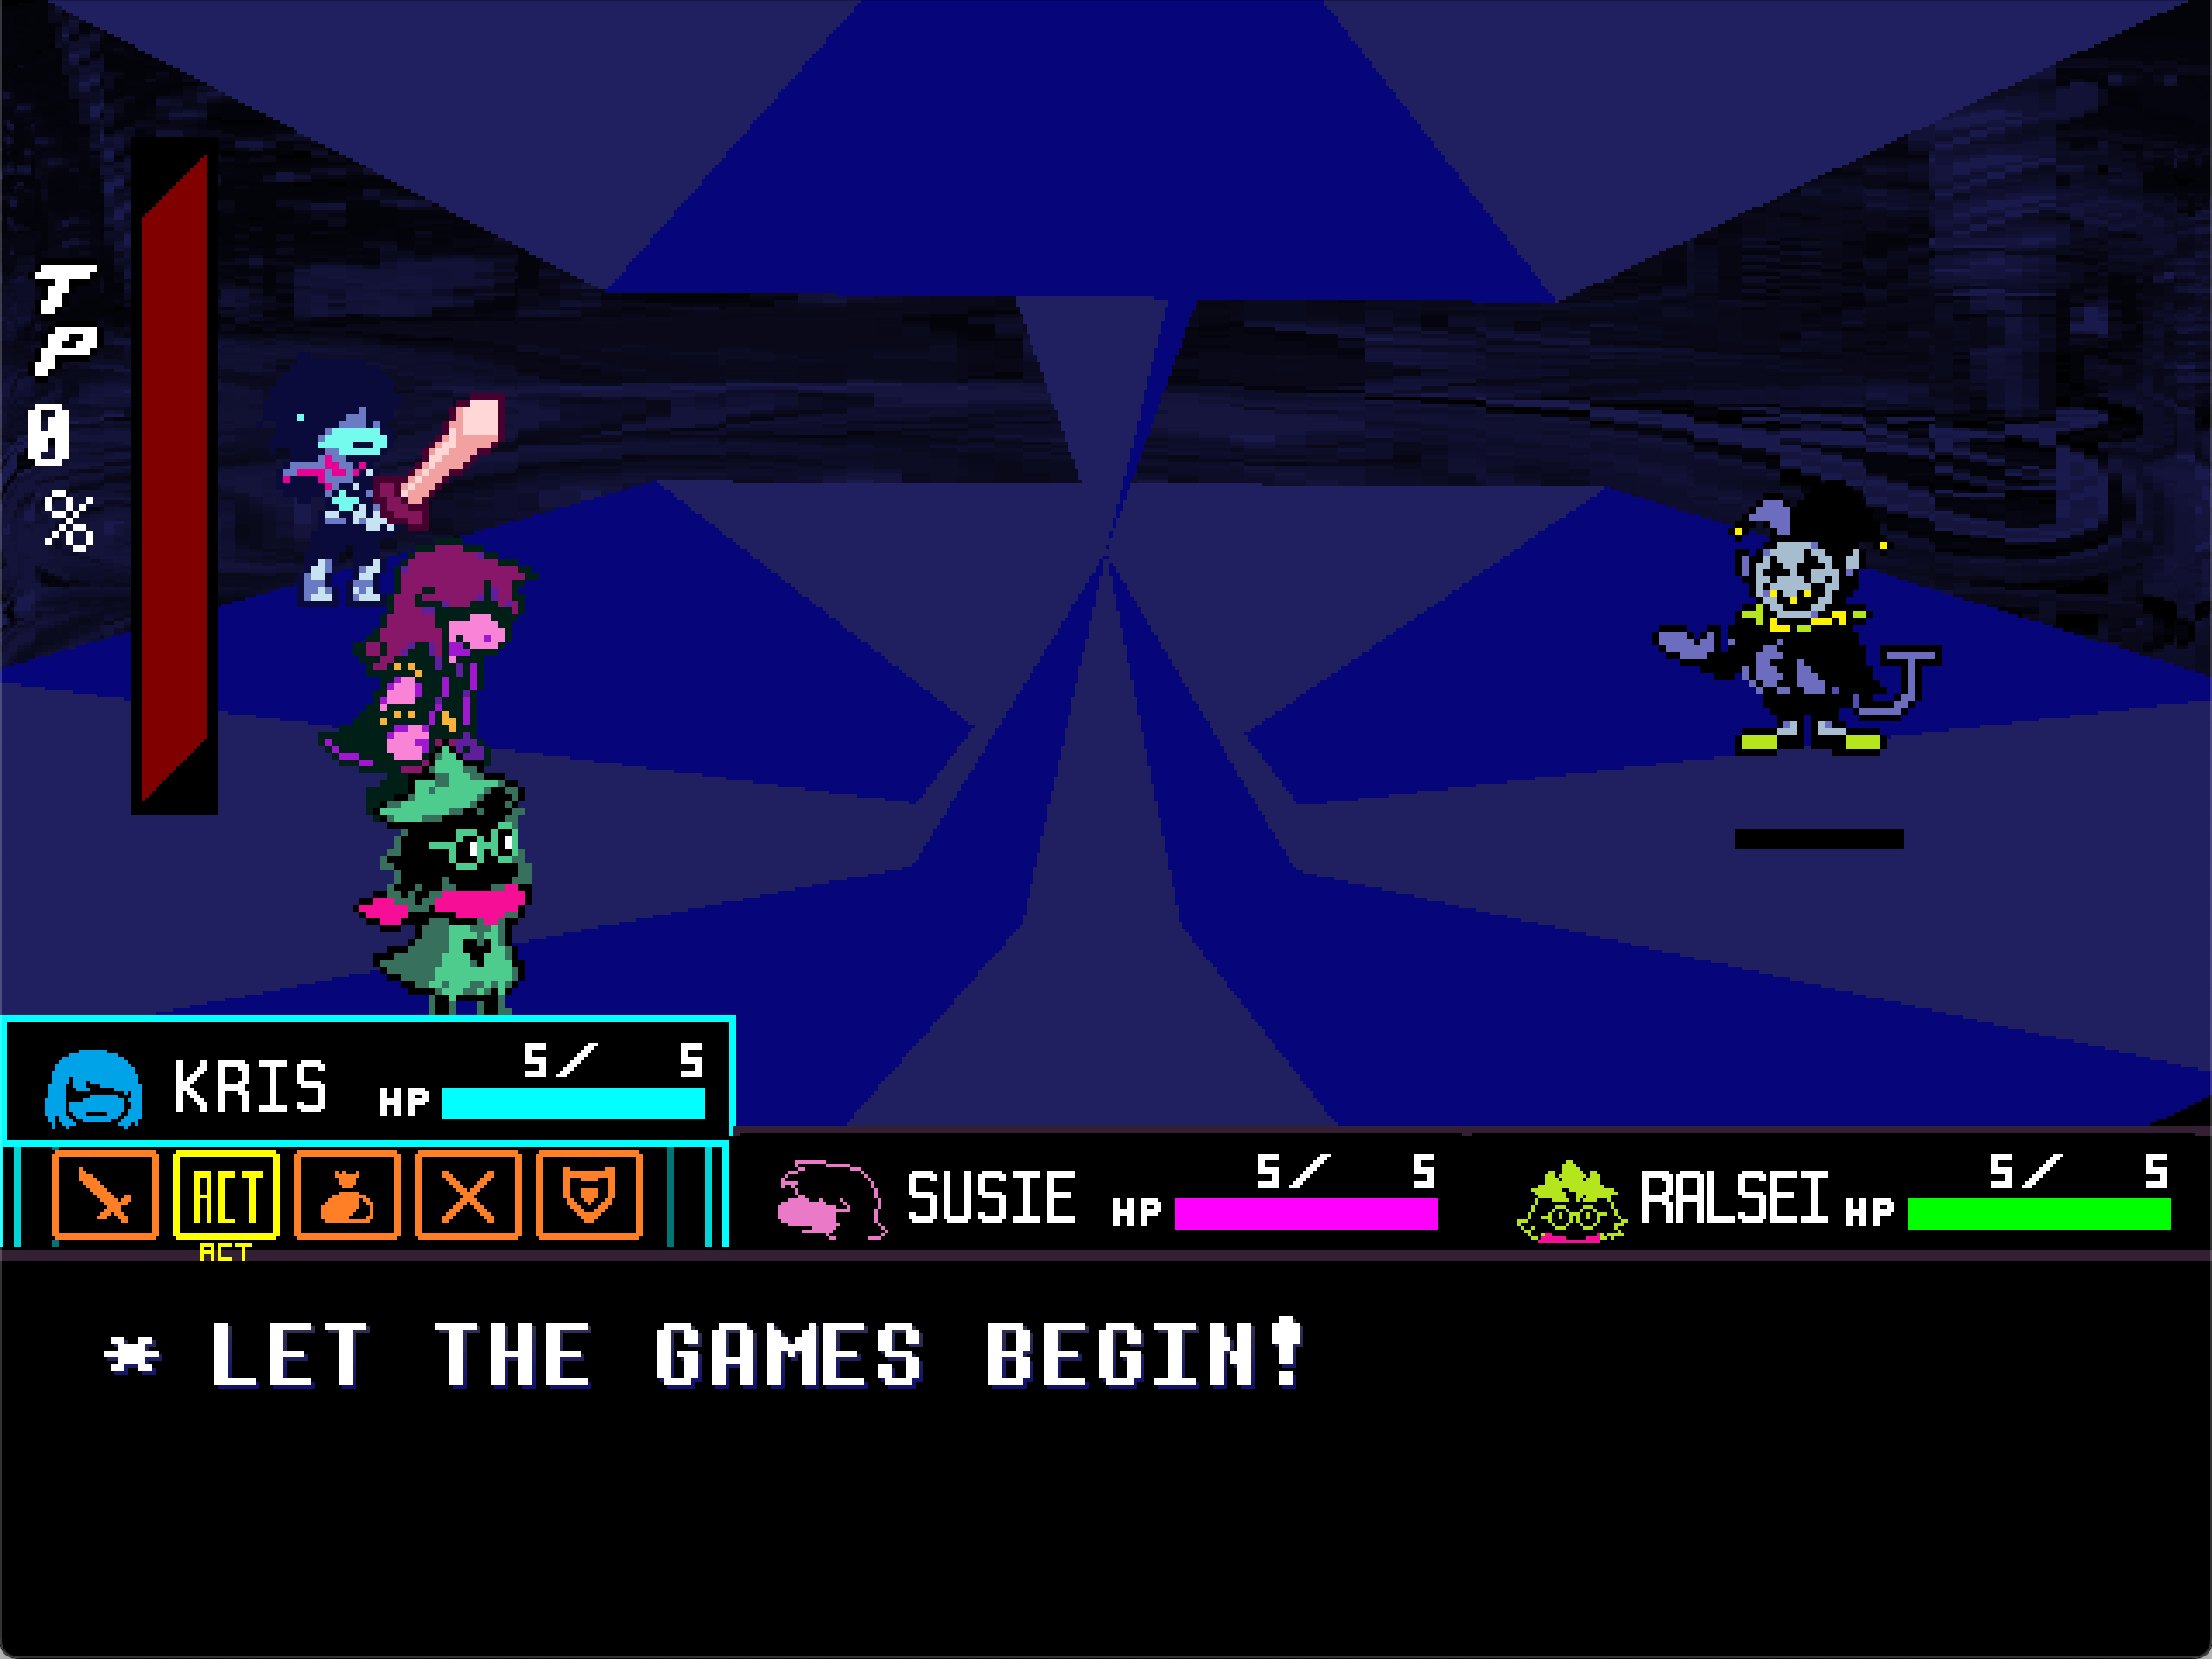 TP
0
%
KRIS HP 5/ 5
ACT
ACT
SUSIE HP 5/ 5
RALSEI HP 5/ 5
* LET THE GAMES BEGIN!